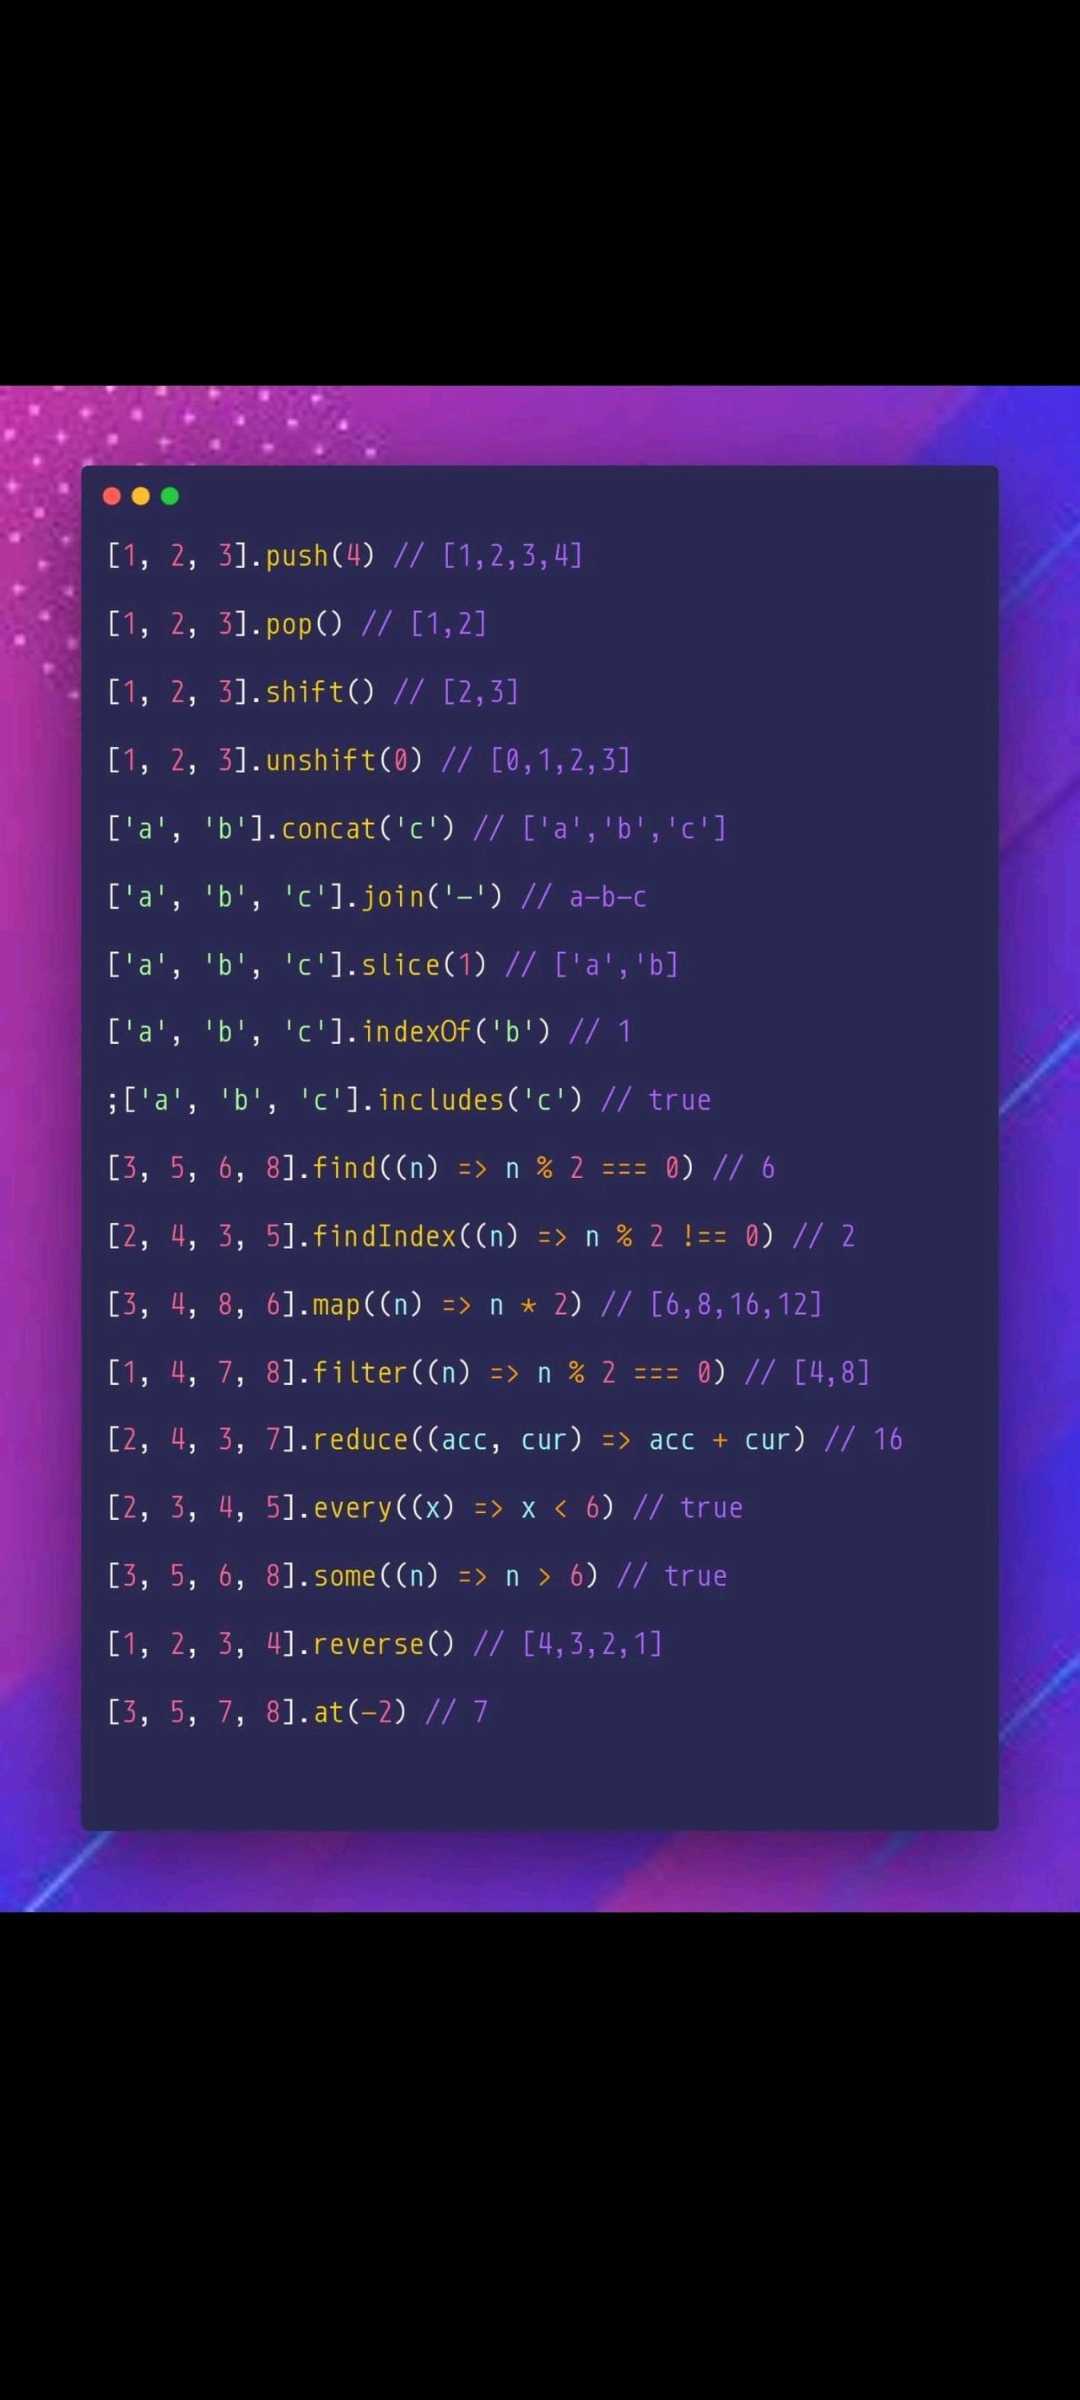 [1, 2, 3].push(4) // [1,2,3,4]
[1, 2, 3].pop() // [1,2]
[1, 2, 3].shift() // [2,3]
[1, 2, 3].unshift(0) // [0,1,2,3]
['a', 'b'].concat('c') // ['a','b','c']
['a', 'b', 'c'].join('-') // a-b-c
['a', 'b', 'c'].slice(1) // ['a','b]
['a', 'b', 'c'].indexOf('b') // 1
;['a', 'b', 'c'].includes('c') // true
[3, 5, 6, 8].find((n) => n % 2 === 0) // 6
[2, 4, 3, 5].findIndex((n) => n % 2 !== 0) // 2
[3, 4, 8, 6].map((n) => n * 2) // [6,8,16,12]
[1, 4, 7, 8].filter((n) => n % 2 === 0) // [4,8]
[2, 4, 3, 7].reduce((acc, cur) => acc + cur) // 16
[2, 3, 4, 5].every((x) => x < 6) // true
[3, 5, 6, 8].some((n) => n > 6) // true
[1, 2, 3, 4].reverse() // [4,3,2,1]
[3, 5, 7, 8].at(-2) // 7